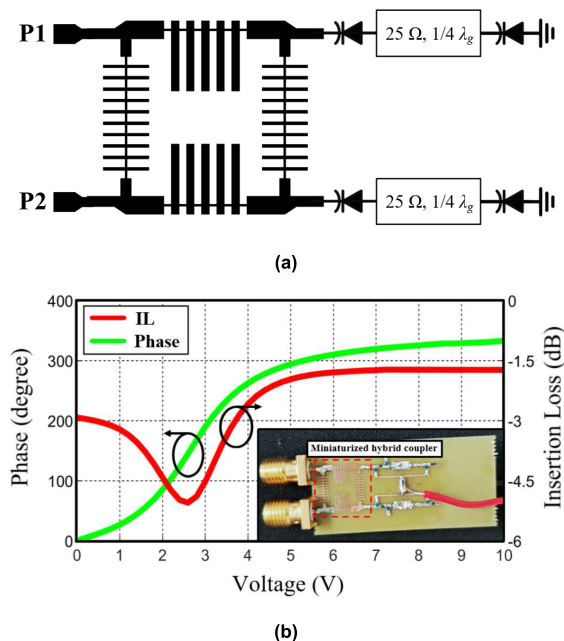 P1
25 Ω, 1/4 λg
P2
25 Ω, 1/4 λg
(a)
400
300
200
100
0
Phase (degree)
IL
Phase
0
-1.5
-3
-4.5
-6
Insertion Loss (dB)
Miniaturized hybrid coupler
0 1 2 3 4 5 6 7 8 9 10
Voltage (V)
(b)